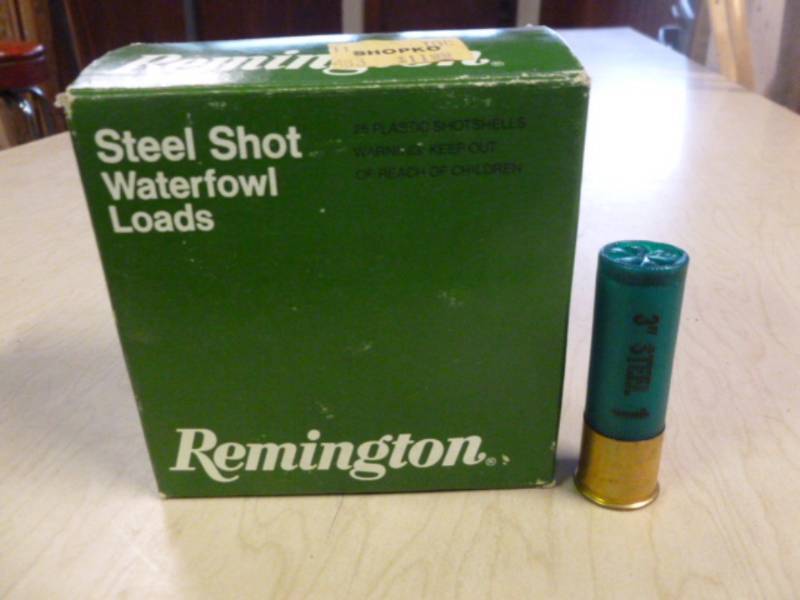 Remington.
SHOPKO
Steel Shot
Waterfowl
Loads
25 PLASTIC SHOTSHELLS
WARNING: KEEP OUT
OF REACH OF CHILDREN
Remington®
3" STEEL 1